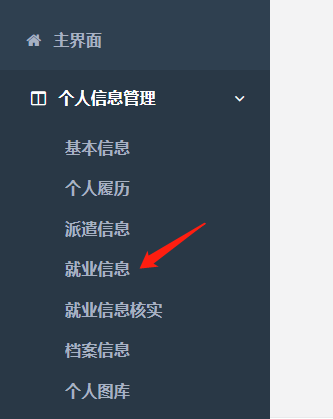 主界面
个人信息管理
基本信息
个人履历
派遣信息
就业信息
就业信息核实
档案信息
个人图库